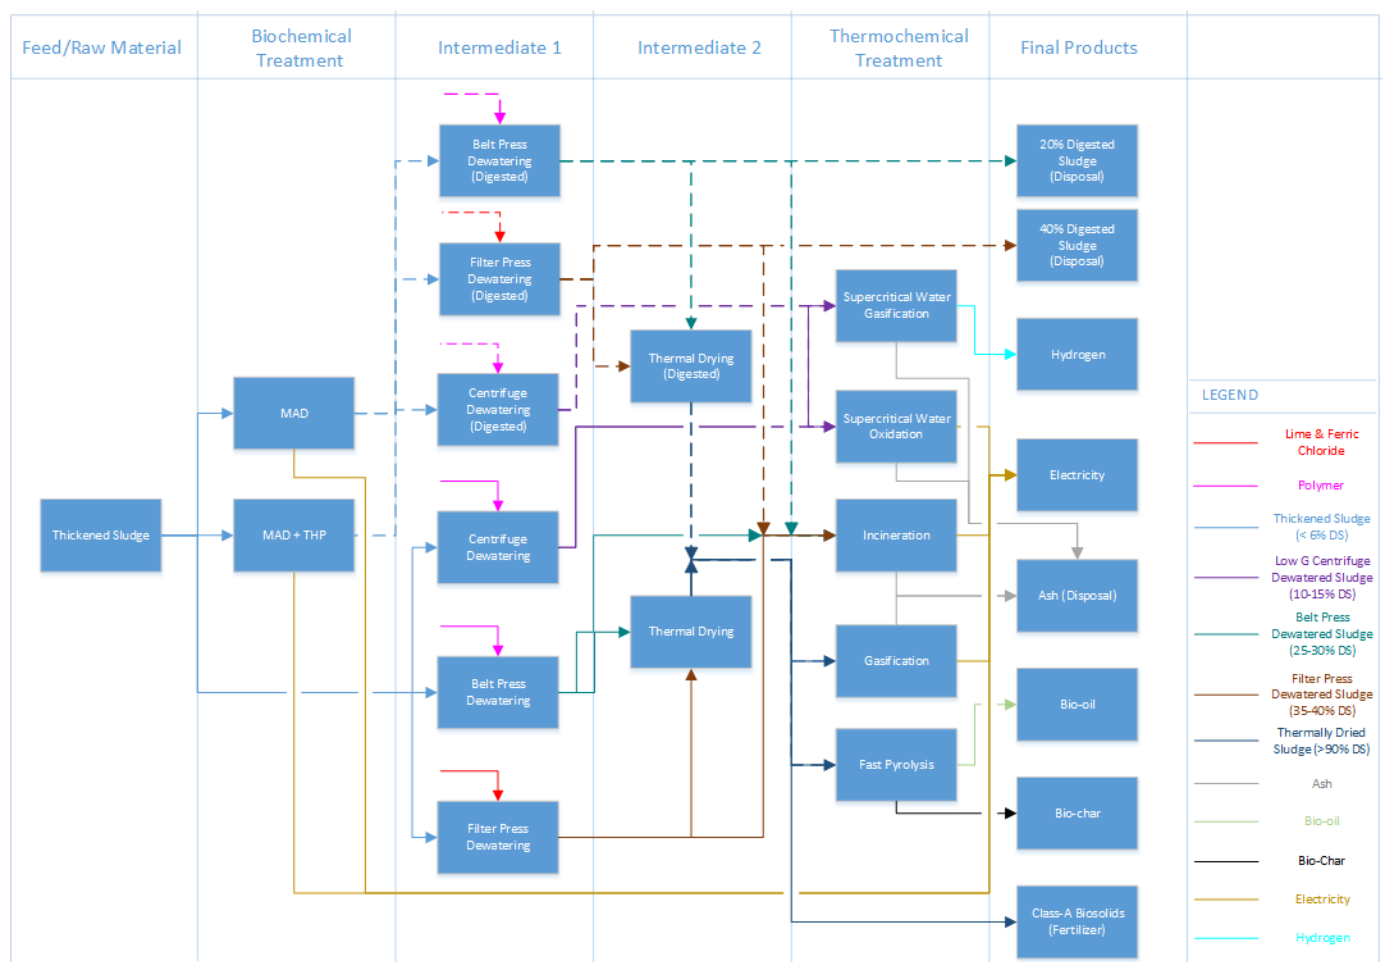 Feed/Raw Material
Biochemical
Treatment
Intermediate 1
Intermediate 2
Thermochemical
Treatment
Final Products
Belt Press
Dewatering
(Digested)
20% Digested
Sludge
(Disposal)
Filter Press
Dewatering
(Digested)
40% Digested
Sludge
(Disposal)
Supercritical Water
Gasification
Thermal Drying
(Digested)
Hydrogen
MAD
Centrifuge
Dewatering
(Digested)
Supercritical Water
Oxidation
Electricity
Thickened Sludge
MAD + THP
Centrifuge
Dewatering
Incineration
Ash (Disposal)
Thermal Drying
Gasification
Belt Press
Dewatering
Bio-oil
Fast Pyrolysis
Filter Press
Dewatering
Bio-char
Class-A Biosolids
(Fertilizer)
LEGEND
Lime & Ferric
Chloride
Polymer
Thickened Sludge
(< 6% DS)
Low G Centrifuge
Dewatered Sludge
(10-15% DS)
Belt Press
Dewatered Sludge
(25-30% DS)
Filter Press
Dewatered Sludge
(35-40% DS)
Thermally Dried
Sludge (>90% DS)
Ash
Bio-oil
Bio-Char
Electricity
Hydrogen